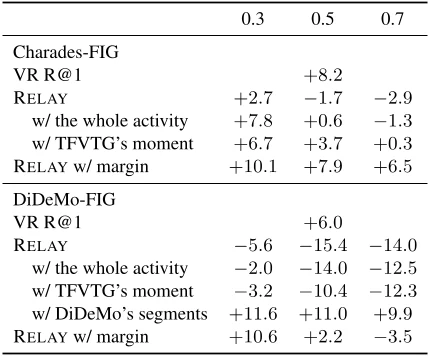 0.3 0.5 0.7
Charades-FIG
VR R@1 +8.2
RELAY +2.7 −1.7 −2.9
w/ the whole activity +7.8 +0.6 −1.3
w/ TFVTG's moment +6.7 +3.7 +0.3
RELAY w/ margin +10.1 +7.9 +6.5
DiDeMo-FIG
VR R@1 +6.0
RELAY −5.6 −15.4 −14.0
w/ the whole activity −2.0 −14.0 −12.5
w/ TFVTG's moment −3.2 −10.4 −12.3
w/ DiDeMo's segments +11.6 +11.0 +9.9
RELAY w/ margin +10.6 +2.2 −3.5